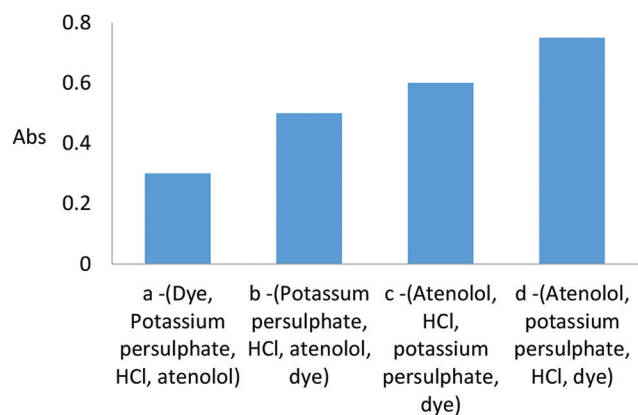 0.8
0.6
Abs
0.4
0.2
0
a -(Dye,
Potassium
persulphate,
HCl, atenolol)
b -(Potassum
persulphate,
HCl, atenolol,
dye)
c -(Atenolol,
HCl,
potassium
persulphate,
dye)
d -(Atenolol,
potassium
persulphate,
HCl, dye)